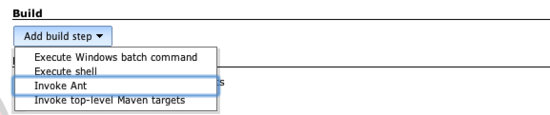 Build
Add build step
Execute Windows batch command
Execute shell
Invoke Ant
Invoke top-level Maven targets